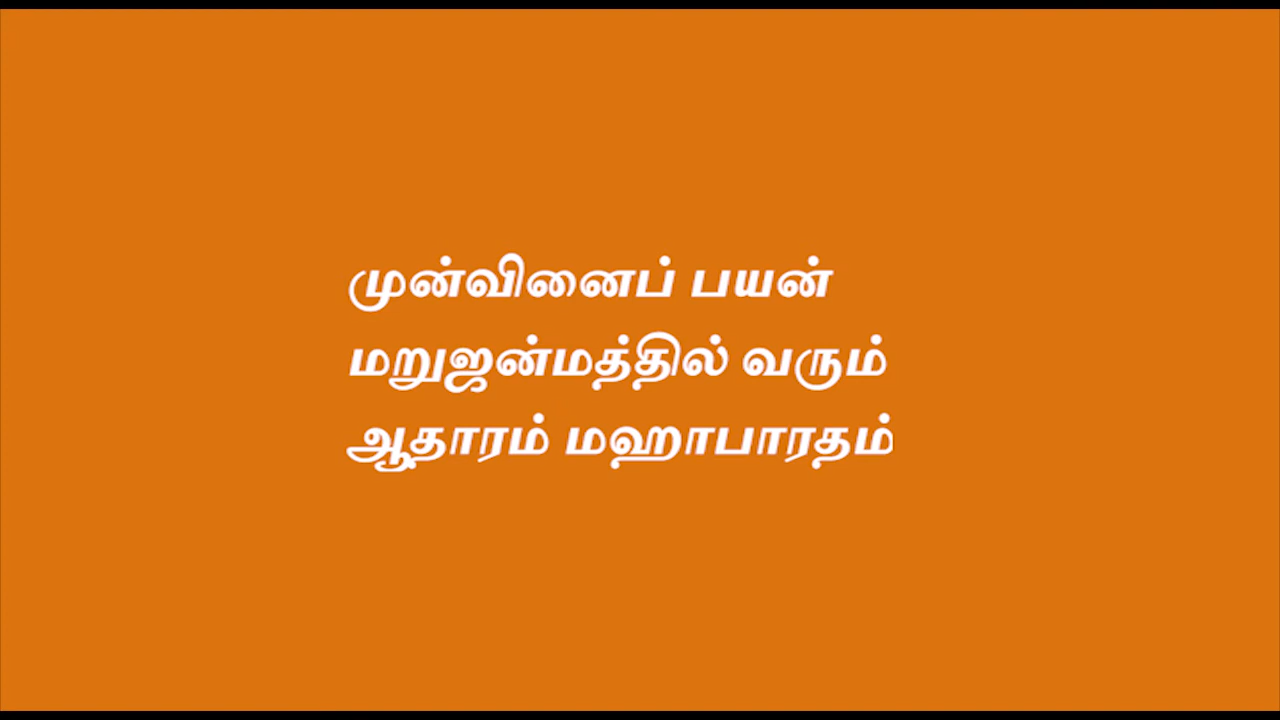 முன்வினைப் பயன்
மறுஜன்மத்தில் வரும்
ஆதாரம் மஹாபாரதம்